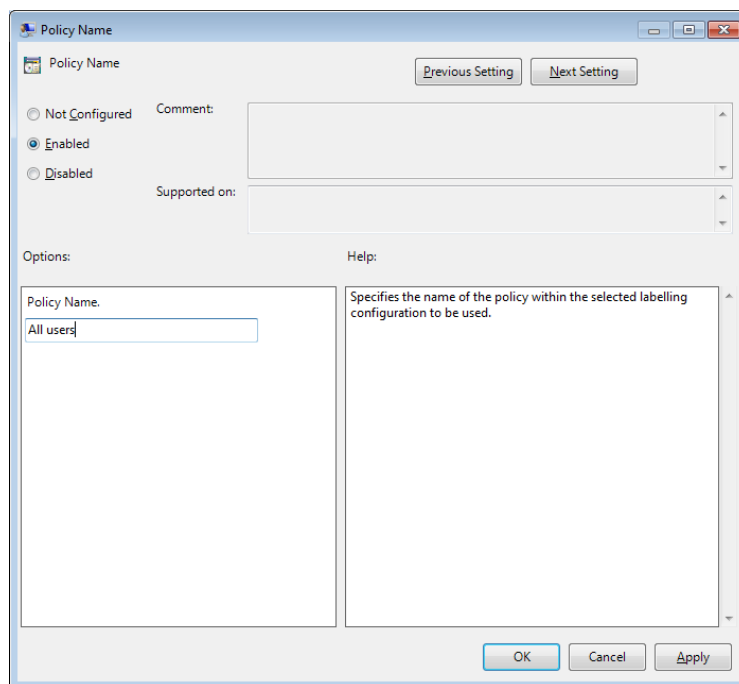 Policy Name
Policy Name
Previous Setting
Next Setting
Not Configured
Comment:
Enabled
Disabled
Supported on:
Options:
Help:
Policy Name.
All users
Specifies the name of the policy within the selected labelling
configuration to be used.
OK
Cancel
Apply